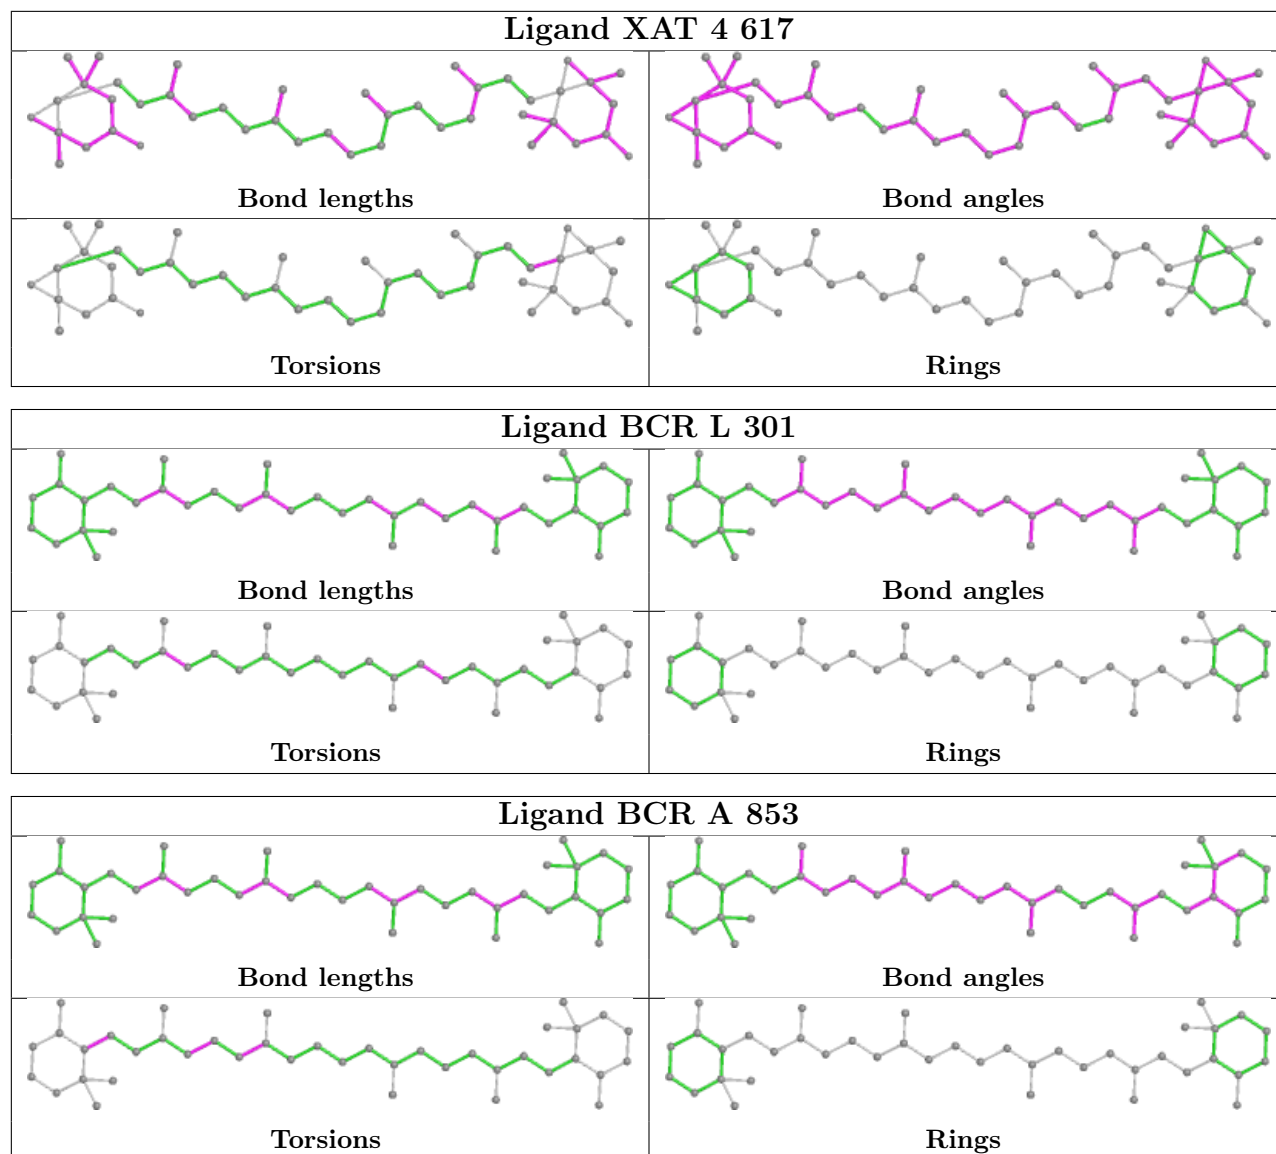 Ligand XAT 4 617
Bond lengths
Bond angles
Torsions
Rings
Ligand BCR L 301
Bond lengths
Bond angles
Torsions
Rings
Ligand BCR A 853
Bond lengths
Bond angles
Torsions
Rings